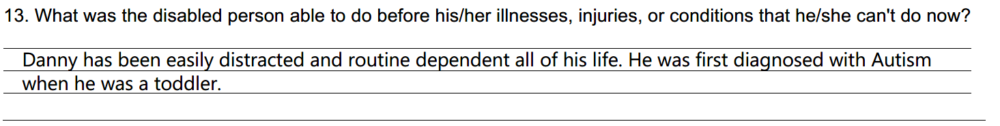 13. What was the disabled person able to do before his/her illnesses, injuries, or conditions that he/she can't do now?
Danny has been easily distracted and routine dependent all of his life. He was first diagnosed with Autism
when he was a toddler.